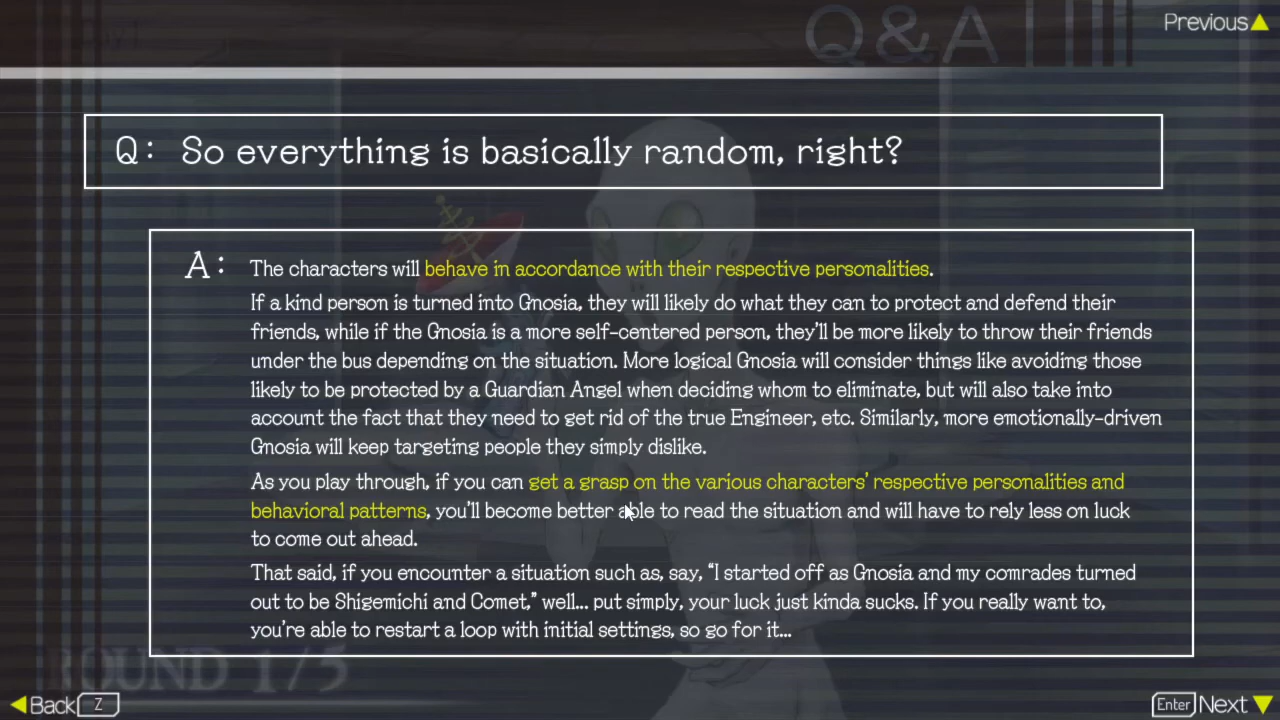 Previous
Q&A
Q: So everything is basically random, right?
A: The characters will behave in accordance with their respective personalities.
If a kind person is turned into Gnosia, they will likely do what they can to protect and defend their
friends, while if the Gnosia is a more self-centered person, they'll be more likely to throw their friends
under the bus depending on the situation. More logical Gnosia will consider things like avoiding those
likely to be protected by a Guardian Angel when deciding whom to eliminate, but will also take into
account the fact that they need to get rid of the true Engineer, etc. Similarly, more emotionally-driven
Gnosia will keep targeting people they simply dislike.
As you play through, if you can get a grasp on the various characters' respective personalities and
behavioral patterns, you'll become better able to read the situation and will have to rely less on luck
to come out ahead.
That said, if you encounter a situation such as, say, "I started off as Gnosia and my comrades turned
out to be Shigemichi and Comet," well... put simply, your luck just kinda sucks. If you really want to,
you're able to restart a loop with initial settings, so go for it...
ROUND 1/5
Back Z
Enter Next